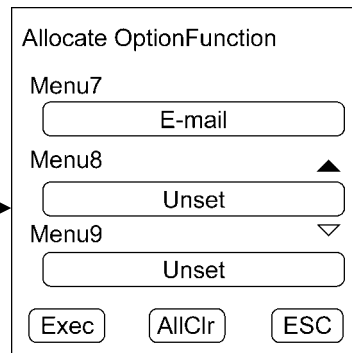 Allocate OptionFunction
Menu7
E-mail
Menu8
Unset
Menu9
Unset
Exec AllClr ESC